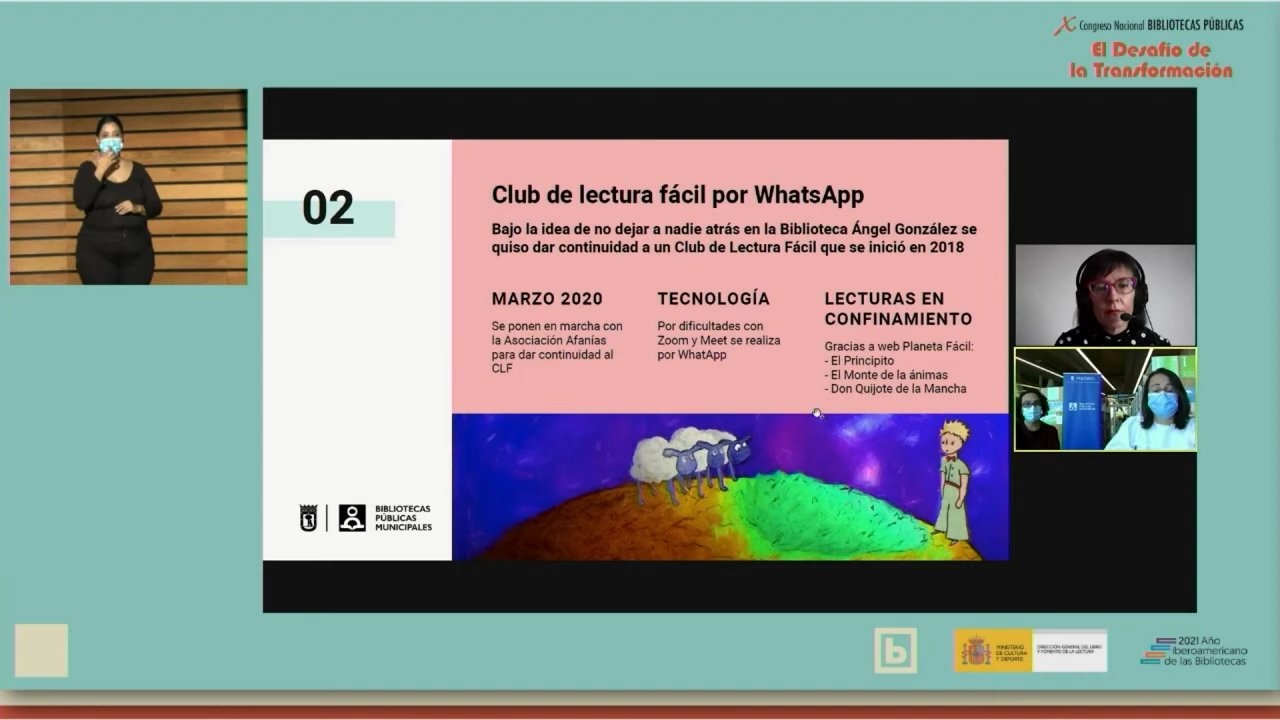 X Congreso Nacional BIBLIOTECAS PÚBLICAS
El Desafío de
la Transformación
02
Club de lectura fácil por WhatsApp
Bajo la idea de no dejar a nadie atrás en la Biblioteca Ángel González se
quiso dar continuidad a un Club de Lectura Fácil que se inició en 2018
MARZO 2020
Se ponen en marcha con
la Asociación Afanías
para dar continuidad al
CLF
TECNOLOGÍA
Por dificultades con
Zoom y Meet se realiza
por WhatApp
LECTURAS EN
CONFINAMIENTO
Gracias a web Planeta Fácil:
- El Principito
- El Monte de la ánimas
- Don Quijote de la Mancha
BIBLIOTECAS
PÚBLICAS
MUNICIPALES
b
MINISTERIO
DE CULTURA
Y DEPORTE
DIRECCIÓN GENERAL DEL LIBRO
Y FOMENTO DE LA LECTURA
2021 Año
Iberoamericano
de las Bibliotecas